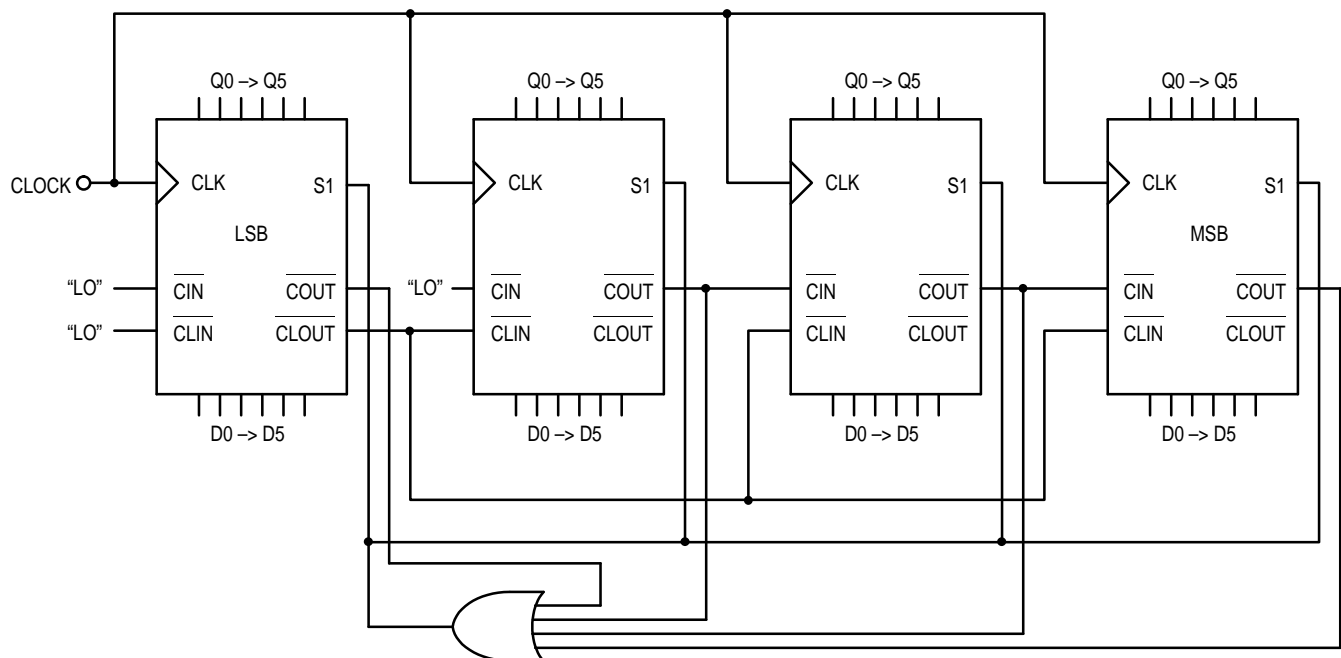 Q0 –> Q5
Q0 –> Q5
Q0 –> Q5
Q0 –> Q5
CLOCK
CLK
S1
CLK
S1
CLK
S1
CLK
S1
LSB
MSB
“LO”
CIN
COUT
“LO”
CIN
COUT
CIN
COUT
CIN
COUT
“LO”
CLIN
CLOUT
CLIN
CLOUT
CLIN
CLOUT
CLIN
CLOUT
D0 –> D5
D0 –> D5
D0 –> D5
D0 –> D5